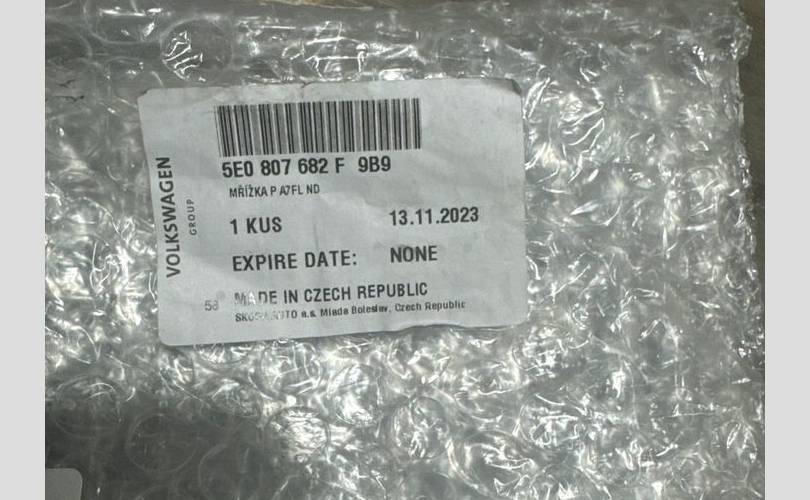 VOLKSWAGEN
GROUP
5E0 807 682 F 9B9
MŘÍŽKA P A7FL ND
1 KUS 13.11.2023
EXPIRE DATE: NONE
58 MADE IN CZECH REPUBLIC
a.s. Mlada Boleslav, Czech Republic